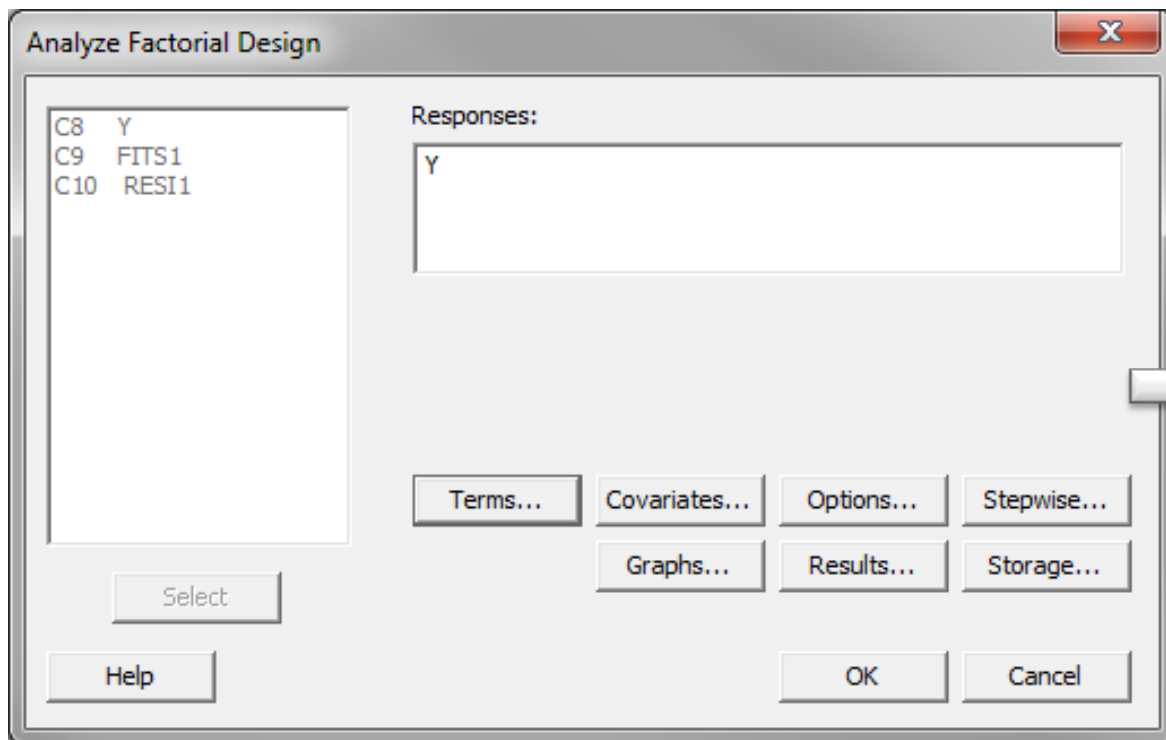 Analyze Factorial Design
X
C8 Y
C9 FITS1
C10 RESI1
Responses:
Y
Terms... Covariates... Options... Stepwise...
Graphs... Results... Storage...
Select
Help OK Cancel